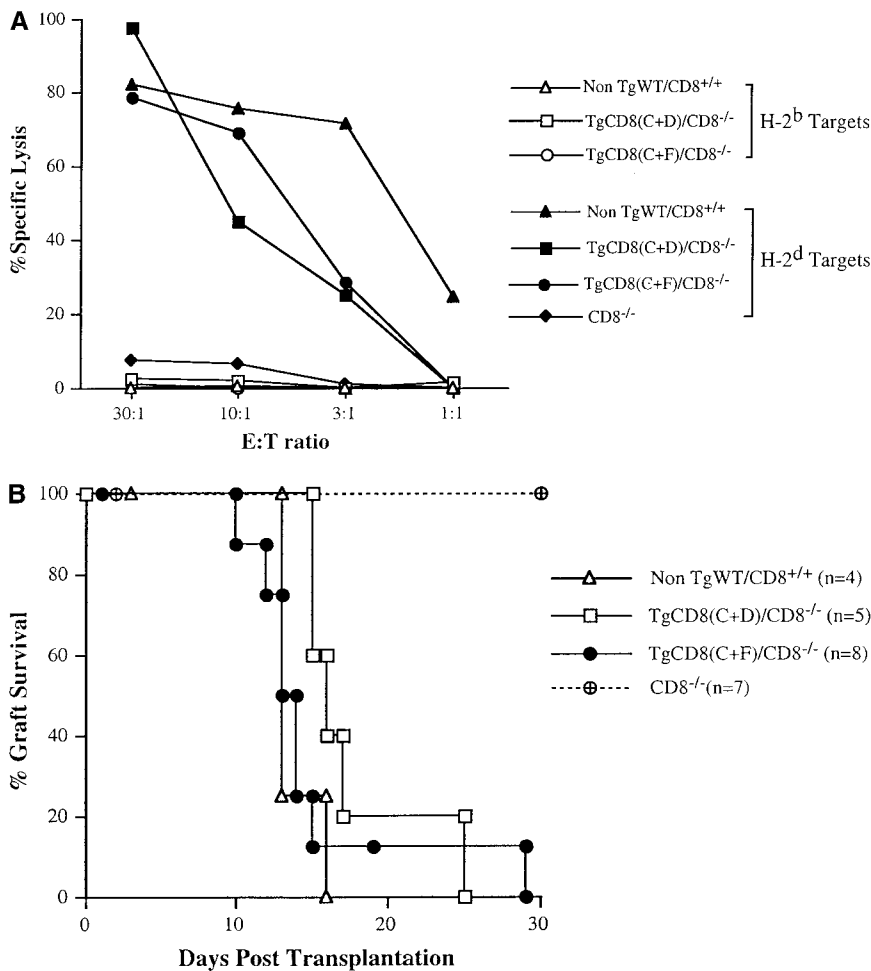 A
100
80
60
40
20
0
%Specific Lysis
30:1 10:1 3:1 1:1
E:T ratio
Non TgWT/CD8+/+
TgCD8(C+D)/CD8-/-
TgCD8(C+F)/CD8-/-
H-2b Targets
Non TgWT/CD8+/+
TgCD8(C+D)/CD8-/-
TgCD8(C+F)/CD8-/-
CD8-/-
H-2d Targets
B
100
80
60
40
20
0
% Graft Survival
0 10 20 30
Days Post Transplantation
Non TgWT/CD8+/+ (n=4)
TgCD8(C+D)/CD8-/- (n=5)
TgCD8(C+F)/CD8-/- (n=8)
CD8-/-(n=7)